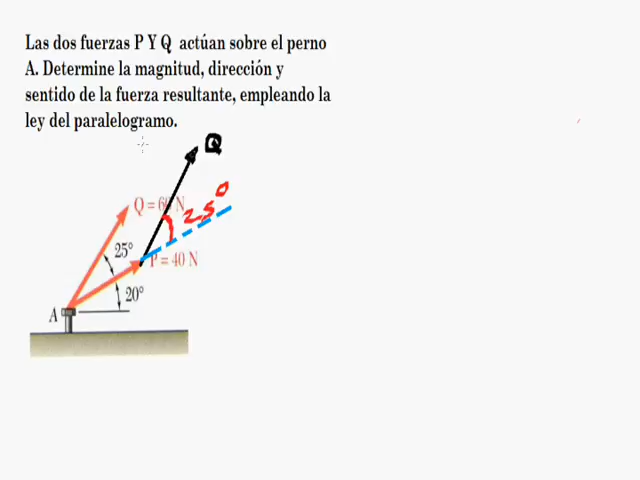 Las dos fuerzas P Y Q actúan sobre el perno
A. Determine la magnitud, dirección y
sentido de la fuerza resultante, empleando la
ley del paralelogramo.
Q
25°
Q = 60 N
25°
P = 40 N
20°
A